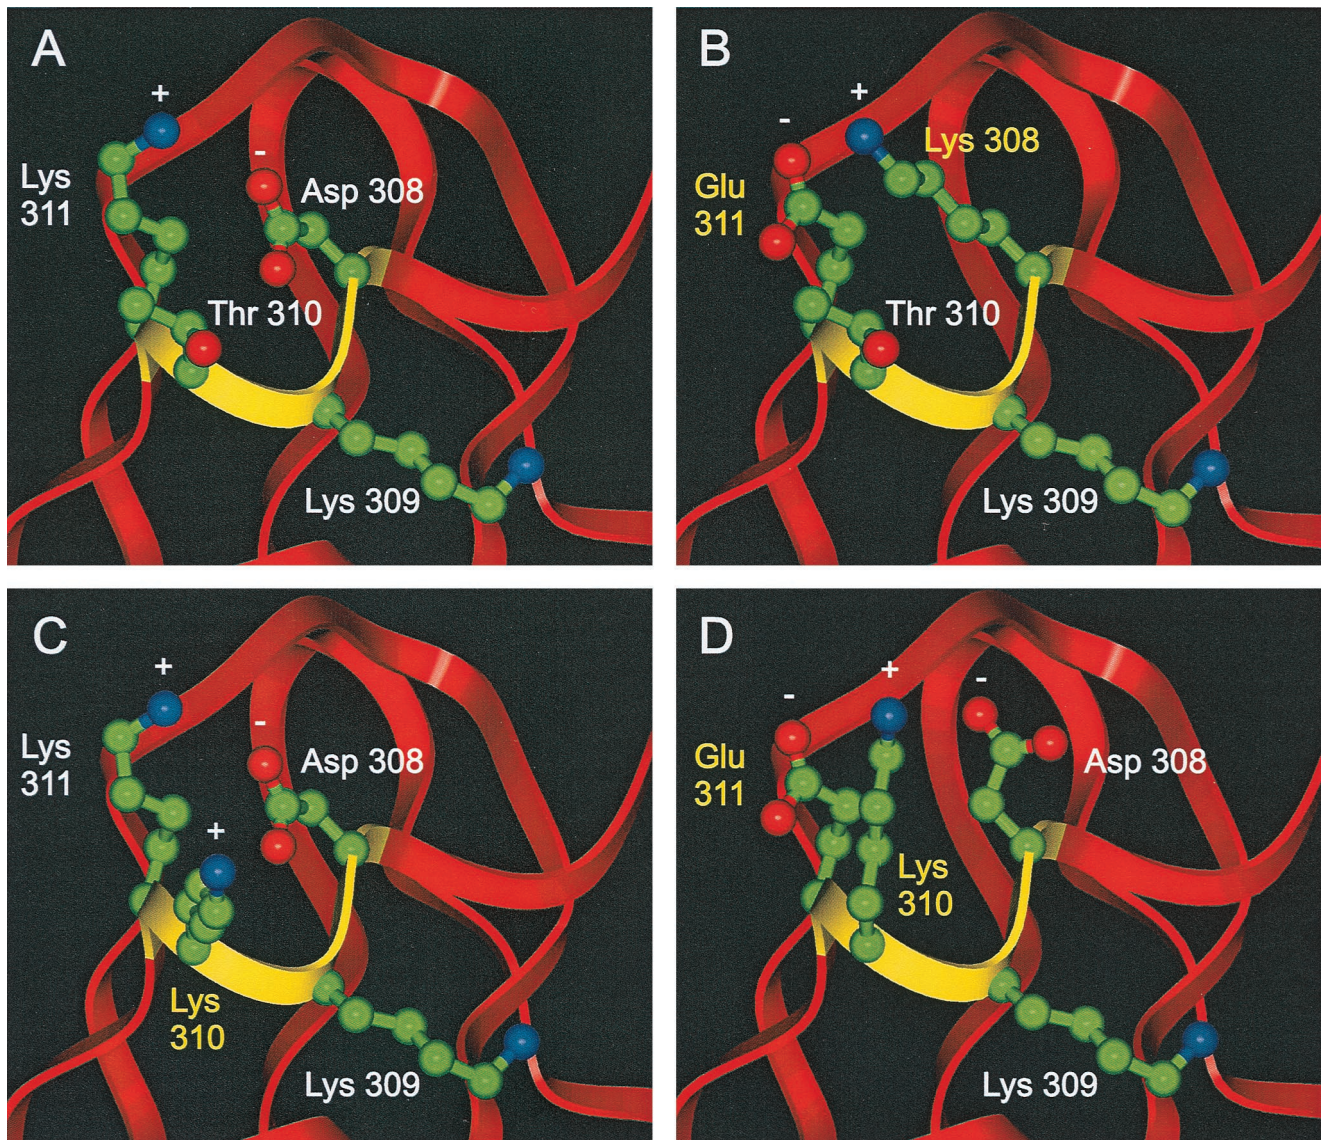 A
+
-
Lys
311
Asp 308
Thr 310
Lys 309
B
-
+
Lys 308
Glu
311
Thr 310
Lys 309
C
+
-
Lys
311
Asp 308
+
Lys
310
Lys 309
D
-
+
-
Glu
311
Asp 308
Lys
310
Lys 309